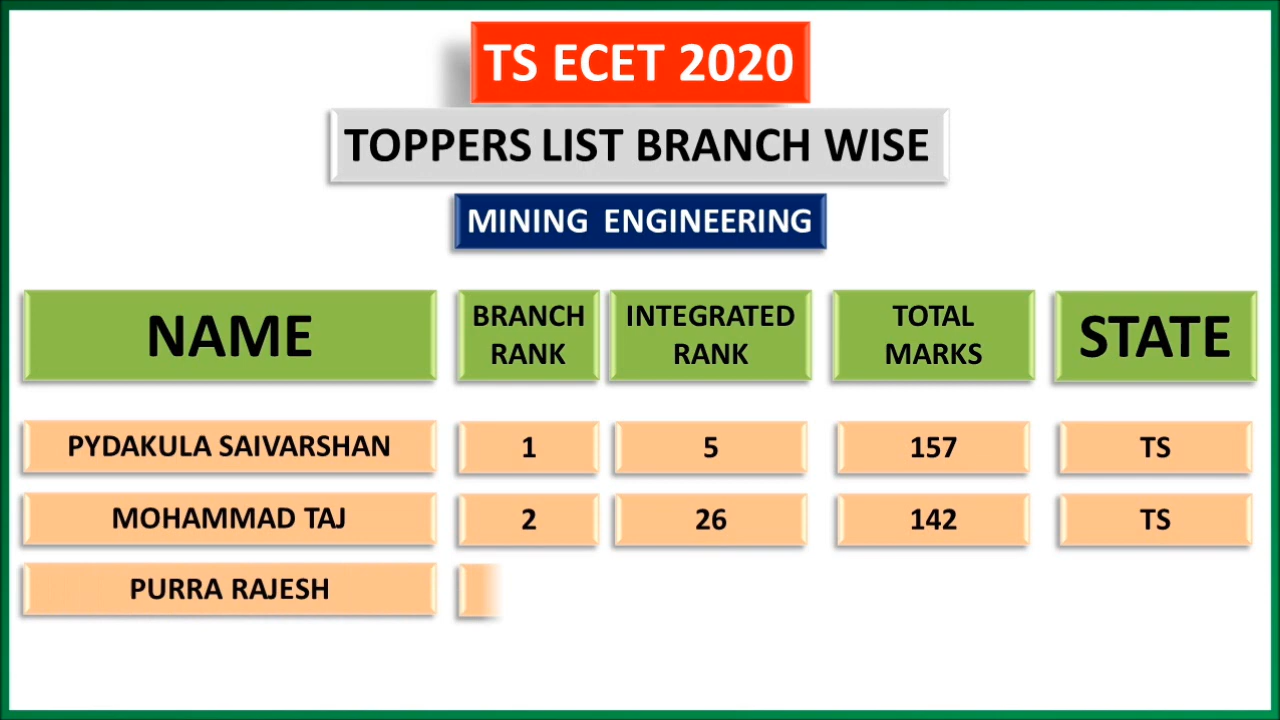 TS ECET 2020
TOPPERS LIST BRANCH WISE
MINING ENGINEERING
NAME BRANCH RANK INTEGRATED RANK TOTAL MARKS STATE
PYDAKULA SAIVARSHAN 1 5 157 TS
MOHAMMAD TAJ 2 26 142 TS
PURRA RAJESH